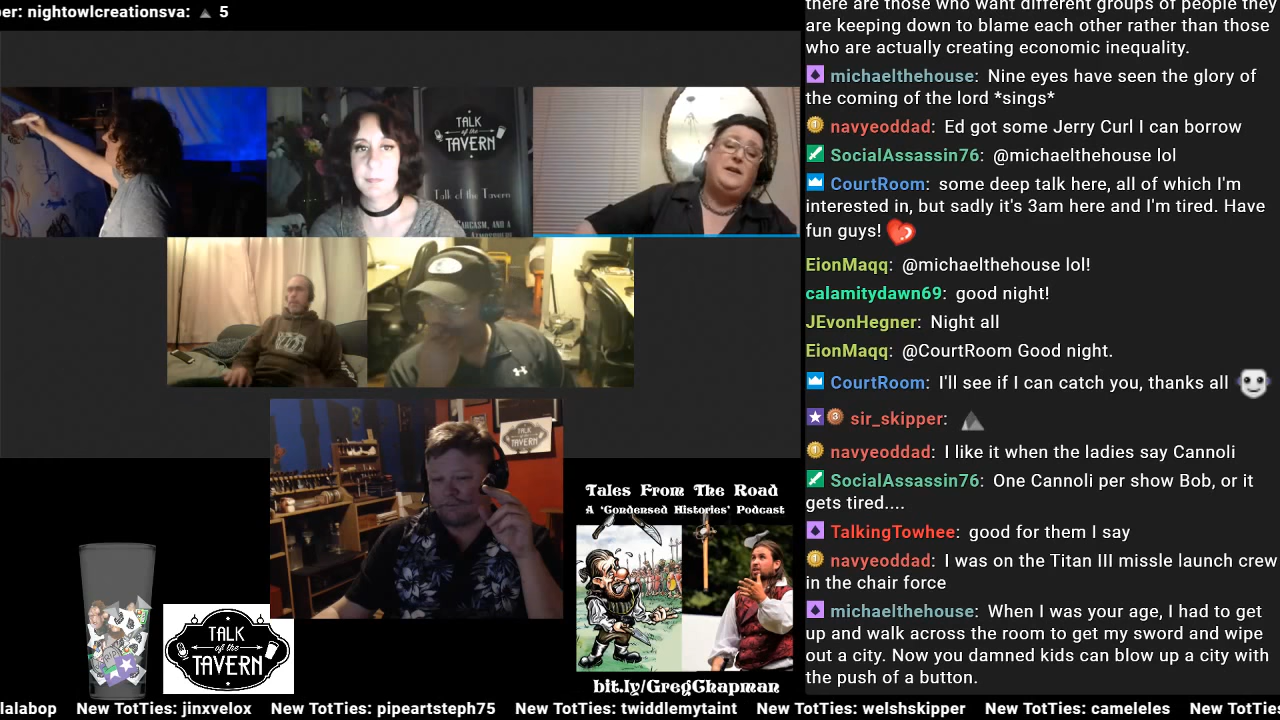 er: nightowlcreationsva: 5
TALK
of the
TAVERN
Talk of the Tavern
SARCASM, AND A
TALK
of the
TAVERN
Tales From The Road
A 'Condensed Histories' Podcast
bit.ly/GregChapman
TALK
of the
TAVERN
there are those who want different groups of people they
are keeping down to blame each other rather than those
who are actually creating economic inequality.
michaelthehouse: Nine eyes have seen the glory of
the coming of the lord *sings*
navyeoddad: Ed got some Jerry Curl I can borrow
SocialAssassin76: @michaelthehouse lol
CourtRoom: some deep talk here, all of which I'm
interested in, but sadly it's 3am here and I'm tired. Have
fun guys!
EionMaqq: @michaelthehouse lol!
calamitydawn69: good night!
JEvonHegner: Night all
EionMaqq: @CourtRoom Good night.
CourtRoom: I'll see if I can catch you, thanks all
sir_skipper:
navyeoddad: I like it when the ladies say Cannoli
SocialAssassin76: One Cannoli per show Bob, or it
gets tired....
TalkingTowhee: good for them I say
navyeoddad: I was on the Titan III missle launch crew
in the chair force
michaelthehouse: When I was your age, I had to get
up and walk across the room to get my sword and wipe
out a city. Now you damned kids can blow up a city with
the push of a button.
lalabop New TotTies: jinxvelox New TotTies: pipeartsteph75 New TotTies: twiddlemytaint New TotTies: welshskipper New TotTies: cameleles New TotTies